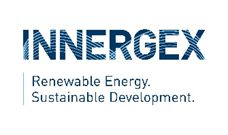 INNERGEX
Renewable Energy.
Sustainable Development.